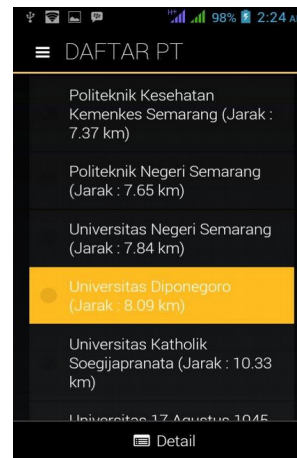 98% 2:24 A
DAFTAR PT
Politeknik Kesehatan
Kemenkes Semarang (Jarak :
7.37 km)
Politeknik Negeri Semarang
(Jarak : 7.65 km)
Universitas Negeri Semarang
(Jarak : 7.84 km)
Universitas Diponegoro
(Jarak : 8.09 km)
Universitas Katholik
Soegijapranata (Jarak : 10.33
km)
Universitas 17 Agustus 1945
Detail